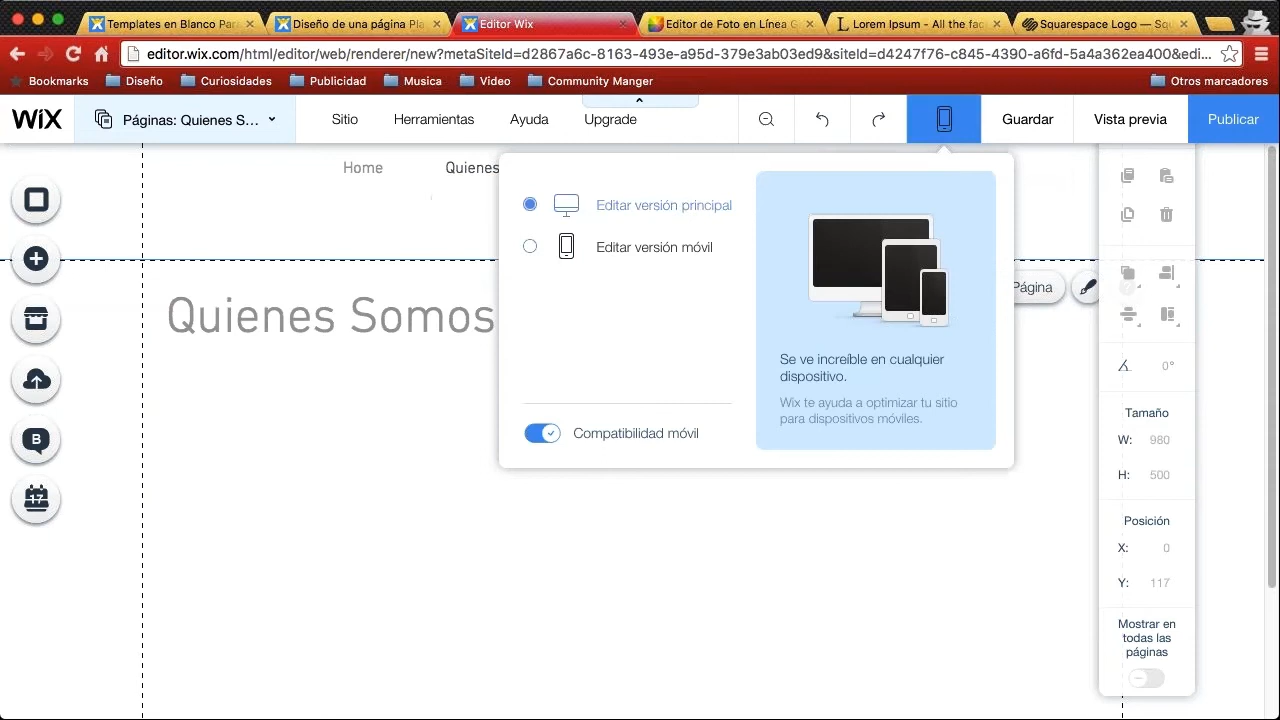 Templates en Blanco Para
Diseño de una página Pla
Editor Wix
Editor de Foto en Línea G
Lorem Ipsum - All the fac
Squarespace Logo — Sq
editor.wix.com/html/editor/web/renderer/new?metaSiteId=d2867a6c-8163-493e-a95d-3793ab03ed9&siteId=d4247f76-c845-4390-a6fd-5a4a362ea400&edi...
Bookmarks
Diseño
Curiosidades
Publicidad
Musica
Video
Community Manger
Otros marcadores
WiX
Páginas: Quienes S...
Sitio
Herramientas
Ayuda
Upgrade
Guardar
Vista previa
Publicar
Home
Quienes
Editar versión principal
Editar versión móvil
Página
Quienes Somos
Se ve increíble en cualquier
dispositivo.
Wix te ayuda a optimizar tu sitio
para dispositivos móviles.
Compatibilidad móvil
B
17
0°
Tamaño
W: 980
H: 500
Posición
X: 0
Y: 117
Mostrar en
todas las
páginas